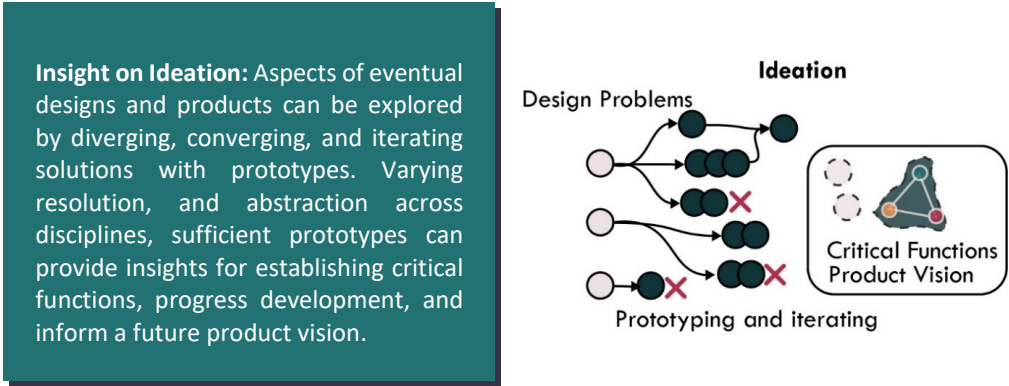 Insight on Ideation: Aspects of eventual
designs and products can be explored
by diverging, converging, and iterating
solutions with prototypes. Varying
resolution, and abstraction across
disciplines, sufficient prototypes can
provide insights for establishing critical
functions, progress development, and
inform a future product vision.
Ideation
Design Problems
Critical Functions
Product Vision
Prototyping and iterating